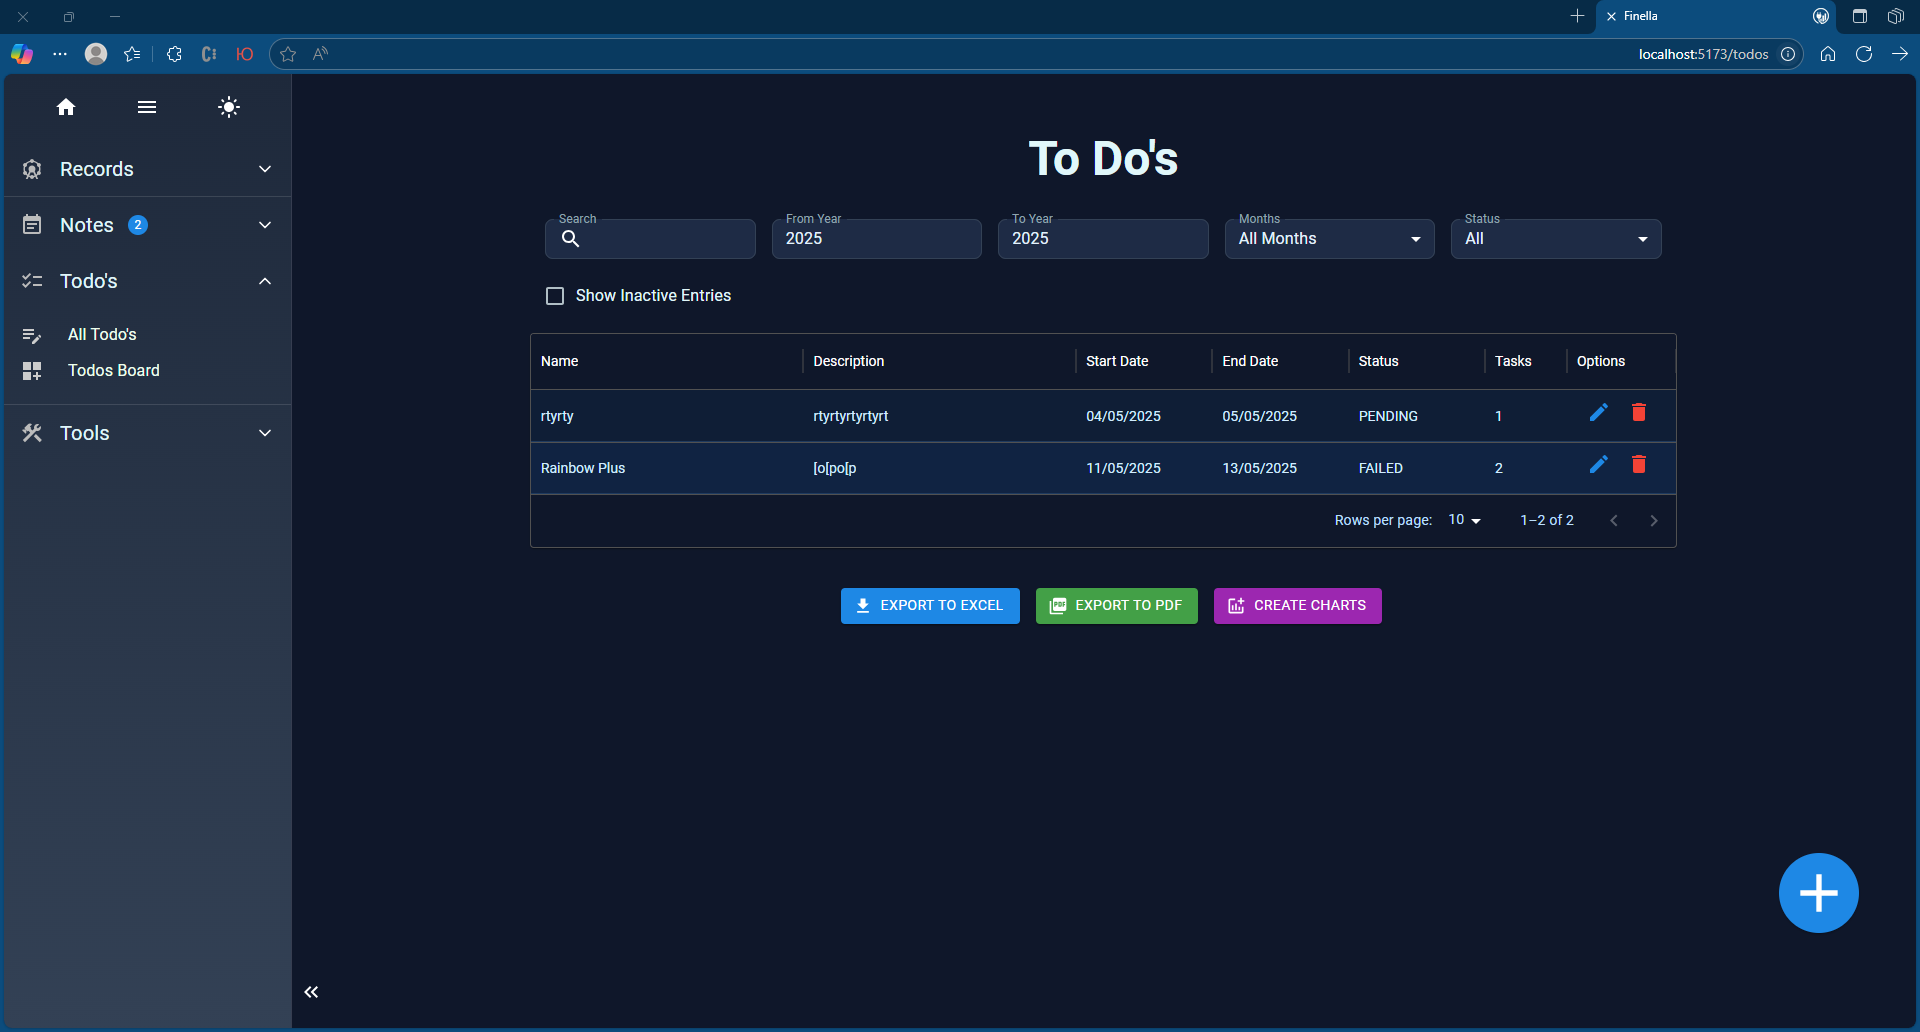 Finella
localhost:5173/todos
Records
Notes 2
Todo's
All Todo's
Todos Board
Tools
To Do's
Search
From Year
2025
To Year
2025
Months
All Months
Status
All
Show Inactive Entries
Name Description Start Date End Date Status Tasks Options
rtyrty rtyrtyrtyrtyrt 04/05/2025 05/05/2025 PENDING 1
Rainbow Plus [o[po[p 11/05/2025 13/05/2025 FAILED 2
Rows per page: 10 1–2 of 2
EXPORT TO EXCEL
PDF EXPORT TO PDF
CREATE CHARTS